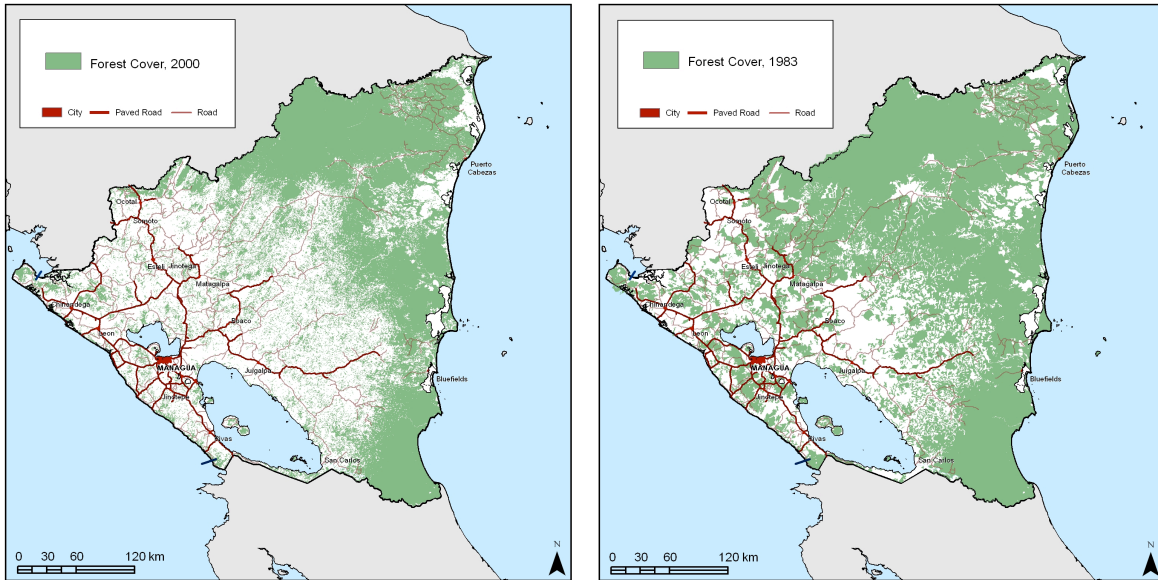 Forest Cover, 2000
City Paved Road Road
Puerto
Cabezas
Ocotal
Somoto
Esteli Jinotega
Matagalpa
Chinandega
Leon
Boaco
MANAGUA
Juigalpa
Bluefields
Jinotepe
Rivas
San Carlos
0 30 60 120 km
N
Forest Cover, 1983
City Paved Road Road
Puerto
Cabezas
Ocotal
Somoto
Esteli Jinotega
Matagalpa
Chinandega
Leon
Boaco
MANAGUA
Juigalpa
Bluefields
Jinotepe
Rivas
San Carlos
0 30 60 120 km
N